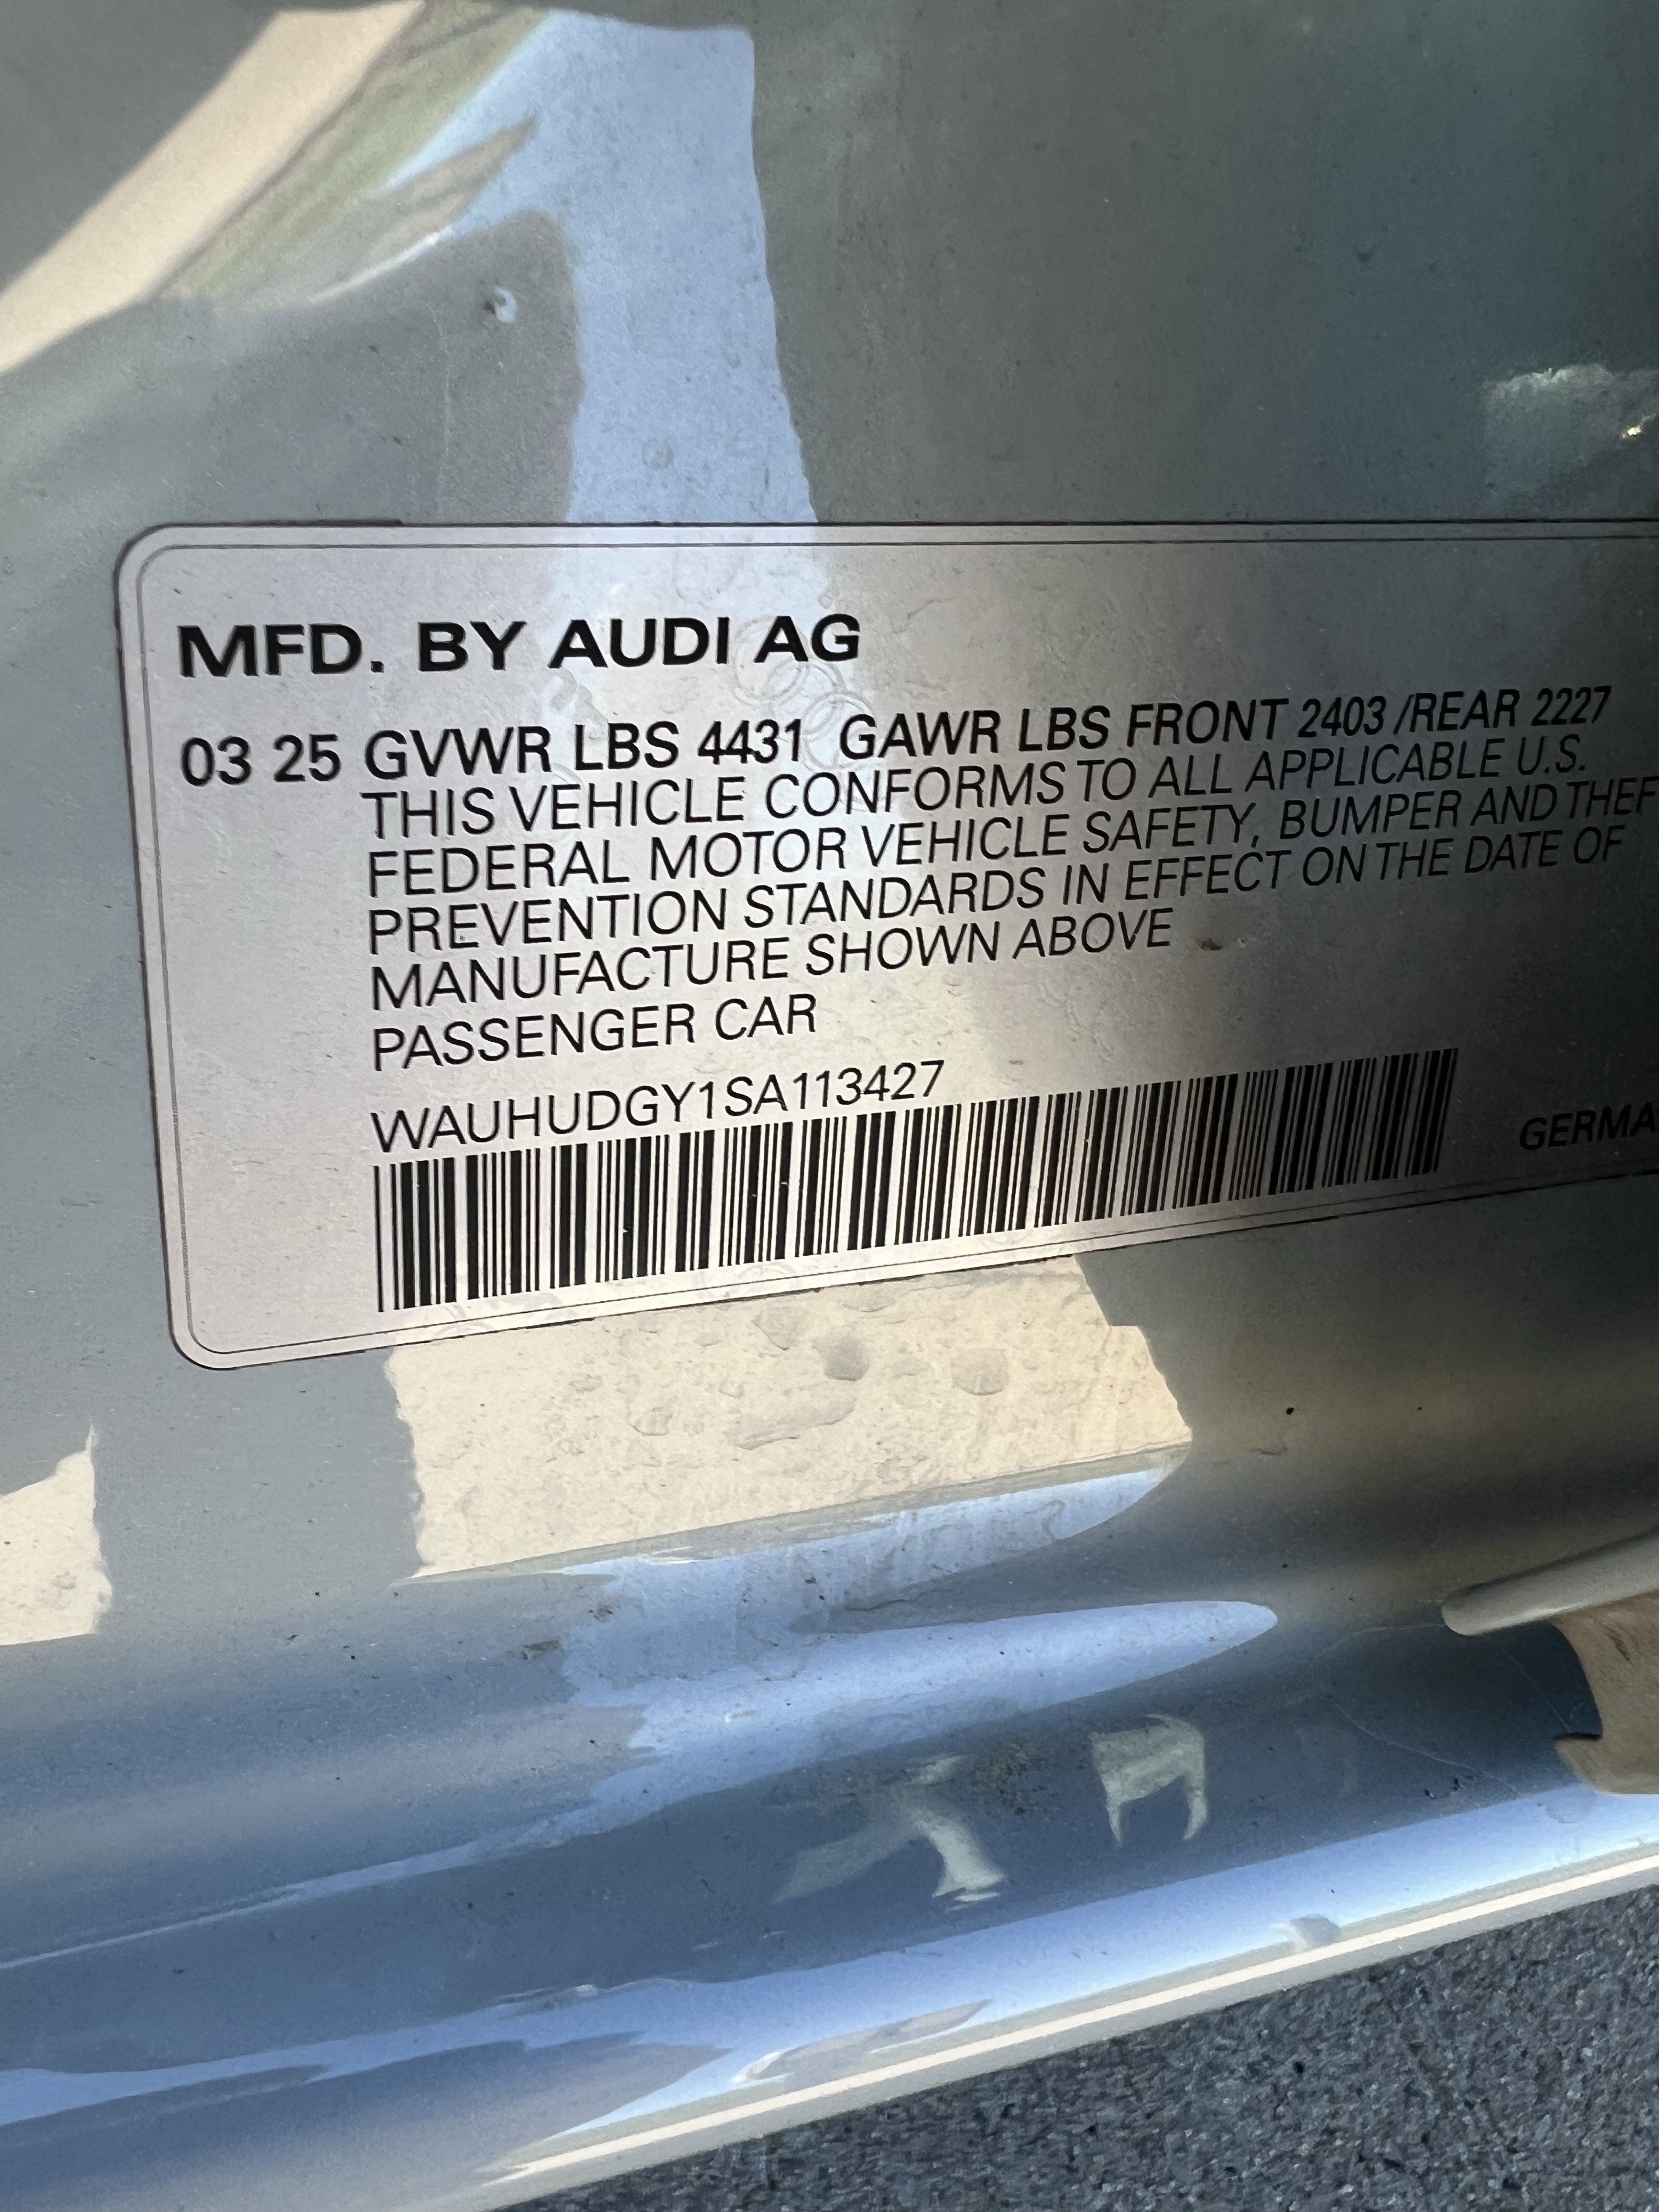 MFD. BY AUDI AG
03 25 GVWR LBS 4431 GAWR LBS FRONT 2403 /REAR 2227
THIS VEHICLE CONFORMS TO ALL APPLICABLE U.S.
FEDERAL MOTOR VEHICLE SAFETY, BUMPER AND THEF
PREVENTION STANDARDS IN EFFECT ON THE DATE OF
MANUFACTURE SHOWN ABOVE
PASSENGER CAR
WAUHUDGY1SA113427
GERMA